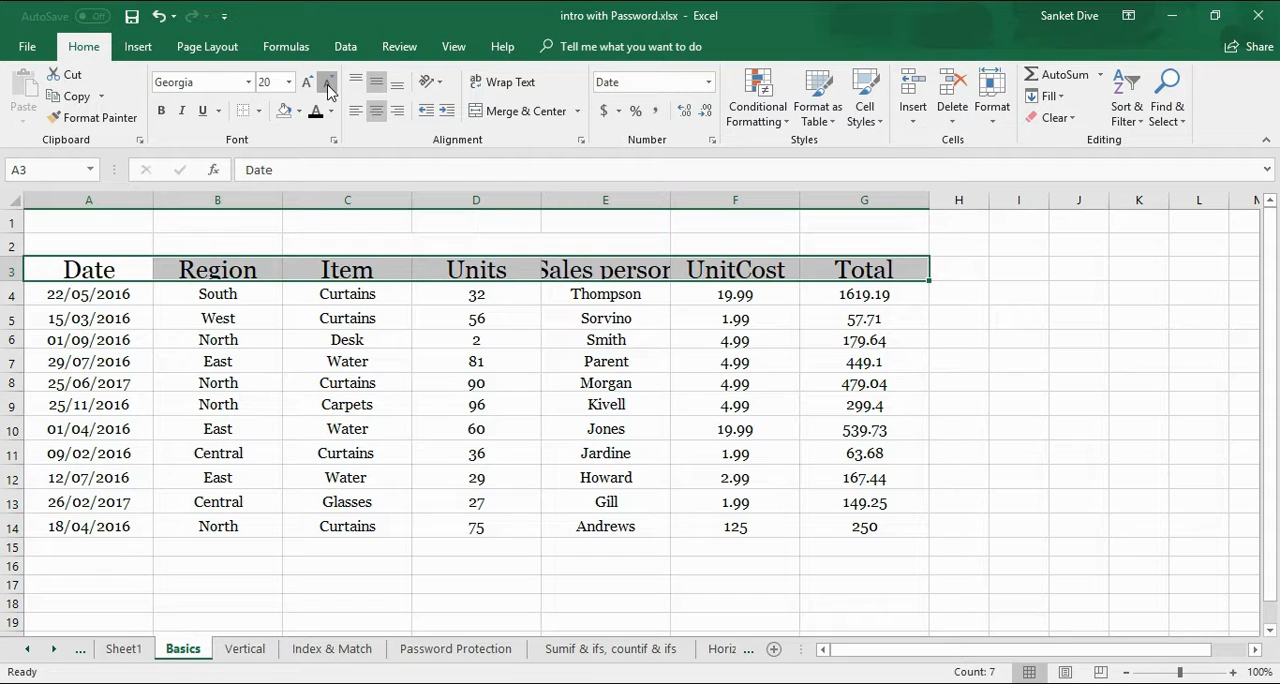 AutoSave Off
intro with Password.xlsx - Excel
Sanket Dive
File Home Insert Page Layout Formulas Data Review View Help Tell me what you want to do Share
Paste
Cut
Copy
Format Painter
Clipboard
Georgia 20
B I U
Font
Wrap Text
Merge & Center
Alignment
Date
$ % ,
Number
Conditional Formatting
Format as Table
Cell Styles
Styles
Insert
Delete
Format
Cells
AutoSum
Fill
Clear
Sort & Filter
Find & Select
Editing
A3 fx Date
A B C D E F G H I J K L M
1
2
3 Date Region Item Units Sales person UnitCost Total
4 22/05/2016 South Curtains 32 Thompson 19.99 1619.19
5 15/03/2016 West Curtains 56 Sorvino 1.99 57.71
6 01/09/2016 North Desk 2 Smith 4.99 179.64
7 29/07/2016 East Water 81 Parent 4.99 449.1
8 25/06/2017 North Curtains 90 Morgan 4.99 479.04
9 25/11/2016 North Carpets 96 Kivell 4.99 299.4
10 01/04/2016 East Water 60 Jones 19.99 539.73
11 09/02/2016 Central Curtains 36 Jardine 1.99 63.68
12 12/07/2016 East Water 29 Howard 2.99 167.44
13 26/02/2017 Central Glasses 27 Gill 1.99 149.25
14 18/04/2016 North Curtains 75 Andrews 125 250
15
16
17
18
19
... Sheet1 Basics Vertical Index & Match Password Protection Sumif & ifs, countif & ifs Horiz ...
Ready Count: 7 100%